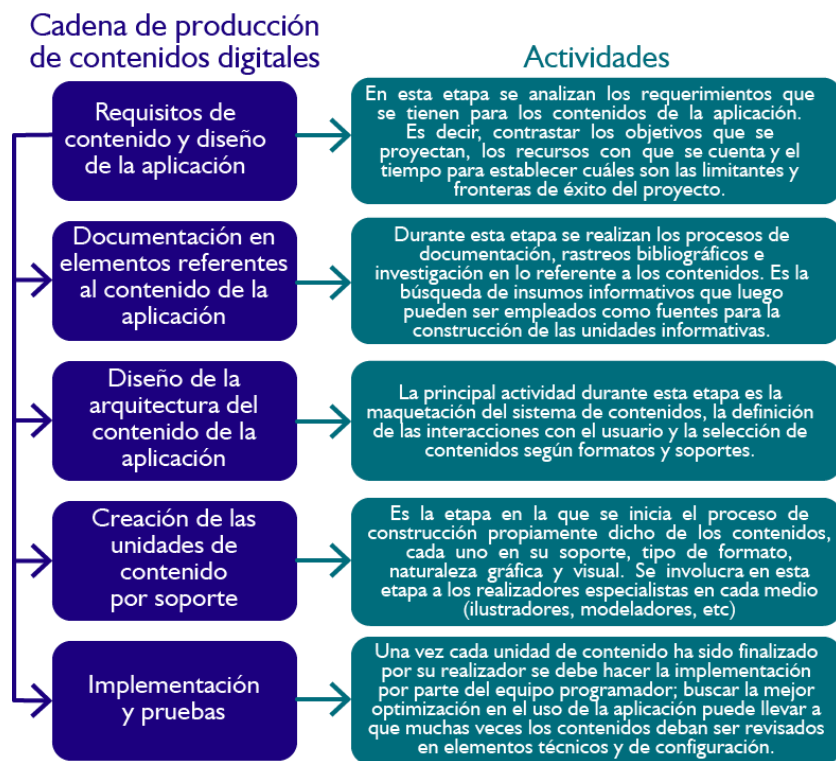 Cadena de producción
de contenidos digitales
Actividades
Requisitos de
contenido y diseño
de la aplicación
En esta etapa se analizan los requerimientos que
se tienen para los contenidos de la aplicación.
Es decir, contrastar los objetivos que se
proyectan, los recursos con que se cuenta y el
tiempo para establecer cuáles son las limitantes y
fronteras de éxito del proyecto.
Documentación en
elementos referentes
al contenido de la
aplicación
Durante esta etapa se realizan los procesos de
documentación, rastreos bibliográficos e
investigación en lo referente a los contenidos. Es la
búsqueda de insumos informativos que luego
pueden ser empleados como fuentes para la
construcción de las unidades informativas.
Diseño de la
arquitectura del
contenido de la
aplicación
La principal actividad durante esta etapa es la
maquetación del sistema de contenidos, la definición
de las interacciones con el usuario y la selección de
contenidos según formatos y soportes.
Creación de las
unidades de
contenido
por soporte
Es la etapa en la que se inicia el proceso de
construcción propiamente dicho de los contenidos,
cada uno en su soporte, tipo de formato,
naturaleza gráfica y visual. Se involucra en esta
etapa a los realizadores especialistas en cada medio
(ilustradores, modeladores, etc)
Implementación
y pruebas
Una vez cada unidad de contenido ha sido finalizado
por su realizador se debe hacer la implementación
por parte del equipo programador; buscar la mejor
optimización en el uso de la aplicación puede llevar a
que muchas veces los contenidos deban ser revisados
en elementos técnicos y de configuración.